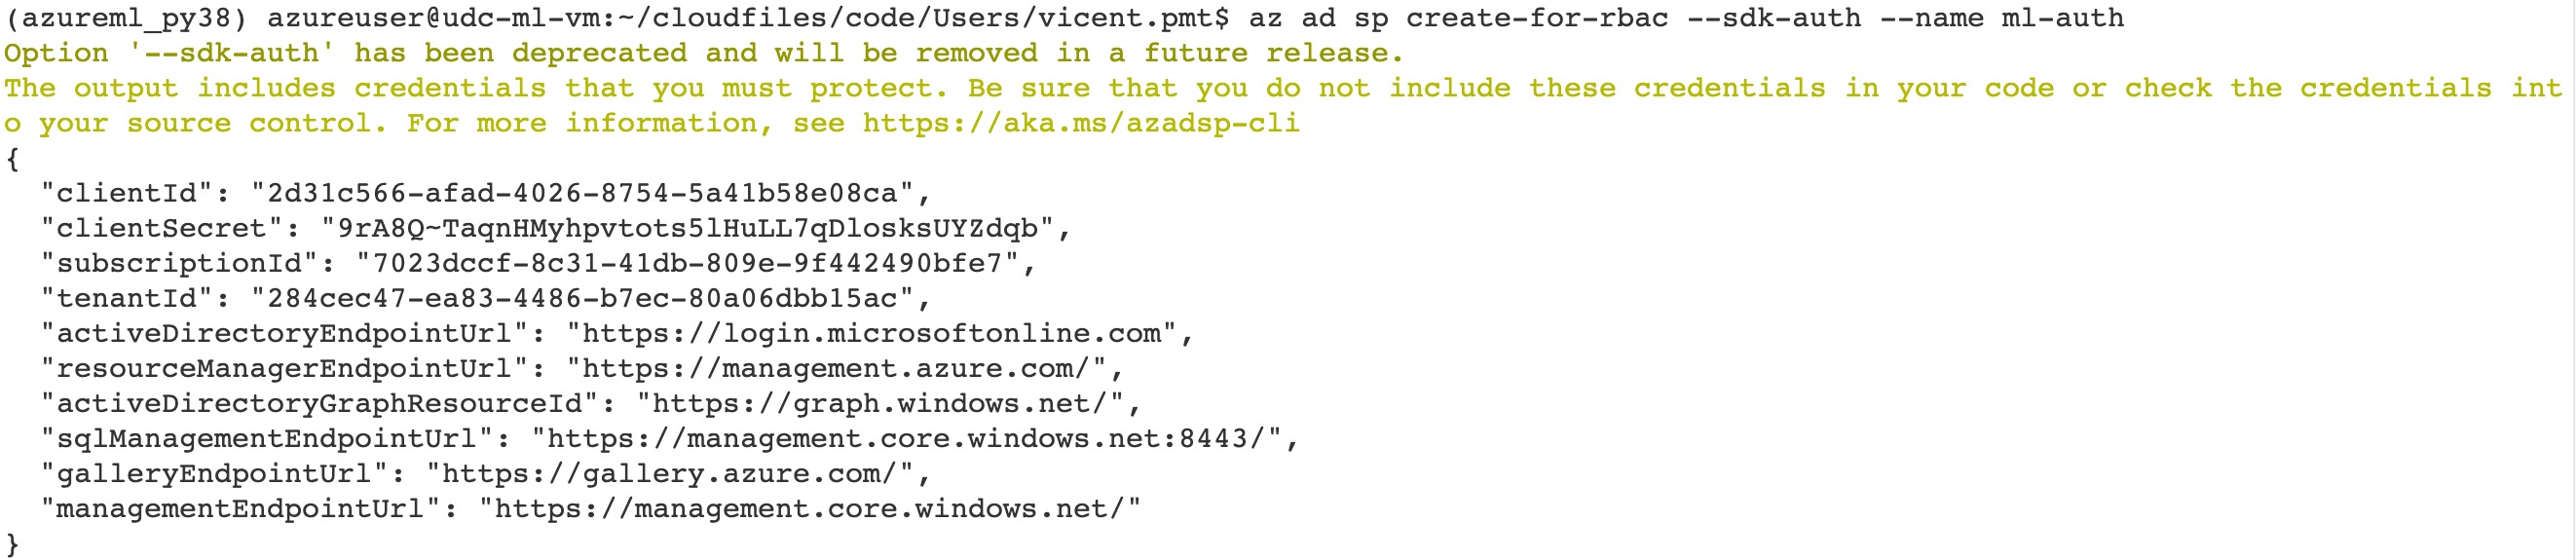 (azureml_py38) azureuser@udc-ml-vm:~/cloudfiles/code/Users/vicent.pmt$ az ad sp create-for-rbac --sdk-auth --name ml-auth
Option '--sdk-auth' has been deprecated and will be removed in a future release.
The output includes credentials that you must protect. Be sure that you do not include these credentials in your code or check the credentials int
o your source control. For more information, see https://aka.ms/azadsp-cli
{
  "clientId": "2d31c566-afad-4026-8754-5a41b58e08ca",
  "clientSecret": "9rA8Q~TaqnHMyhpvtots5lHuLL7qDlosksUYZdqb",
  "subscriptionId": "7023dccf-8c31-41db-809e-9f442490bfe7",
  "tenantId": "284cec47-ea83-4486-b7ec-80a06dbb15ac",
  "activeDirectoryEndpointUrl": "https://login.microsoftonline.com",
  "resourceManagerEndpointUrl": "https://management.azure.com/",
  "activeDirectoryGraphResourceId": "https://graph.windows.net/",
  "sqlManagementEndpointUrl": "https://management.core.windows.net:8443/",
  "galleryEndpointUrl": "https://gallery.azure.com/",
  "managementEndpointUrl": "https://management.core.windows.net/"
}